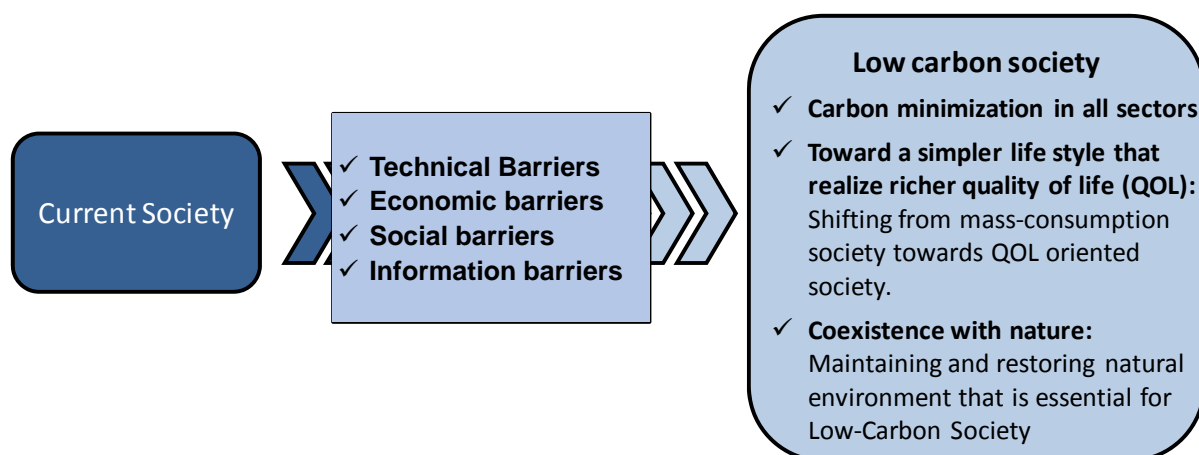 Current Society
✓ Technical Barriers
✓ Economic barriers
✓ Social barriers
✓ Information barriers
Low carbon society
✓ Carbon minimization in all sectors
✓ Toward a simpler life style that
realize richer quality of life (QOL):
Shifting from mass-consumption
society towards QOL oriented
society.
✓ Coexistence with nature:
Maintaining and restoring natural
environment that is essential for
Low-Carbon Society